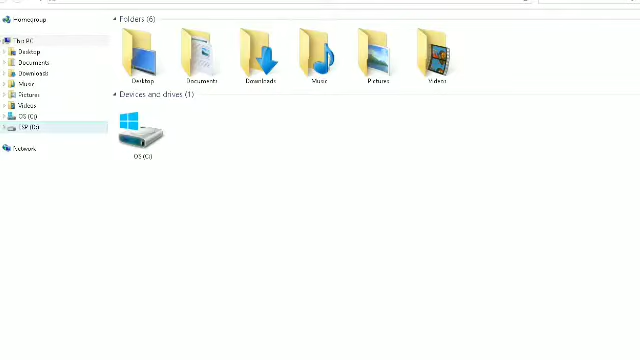 Homegroup
This PC
Desktop
Documents
Downloads
Music
Pictures
Videos
OS (C:)
ESP (D:)
Network
Folders (6)
Desktop
Documents
Downloads
Music
Pictures
Videos
Devices and drives (1)
OS (C:)